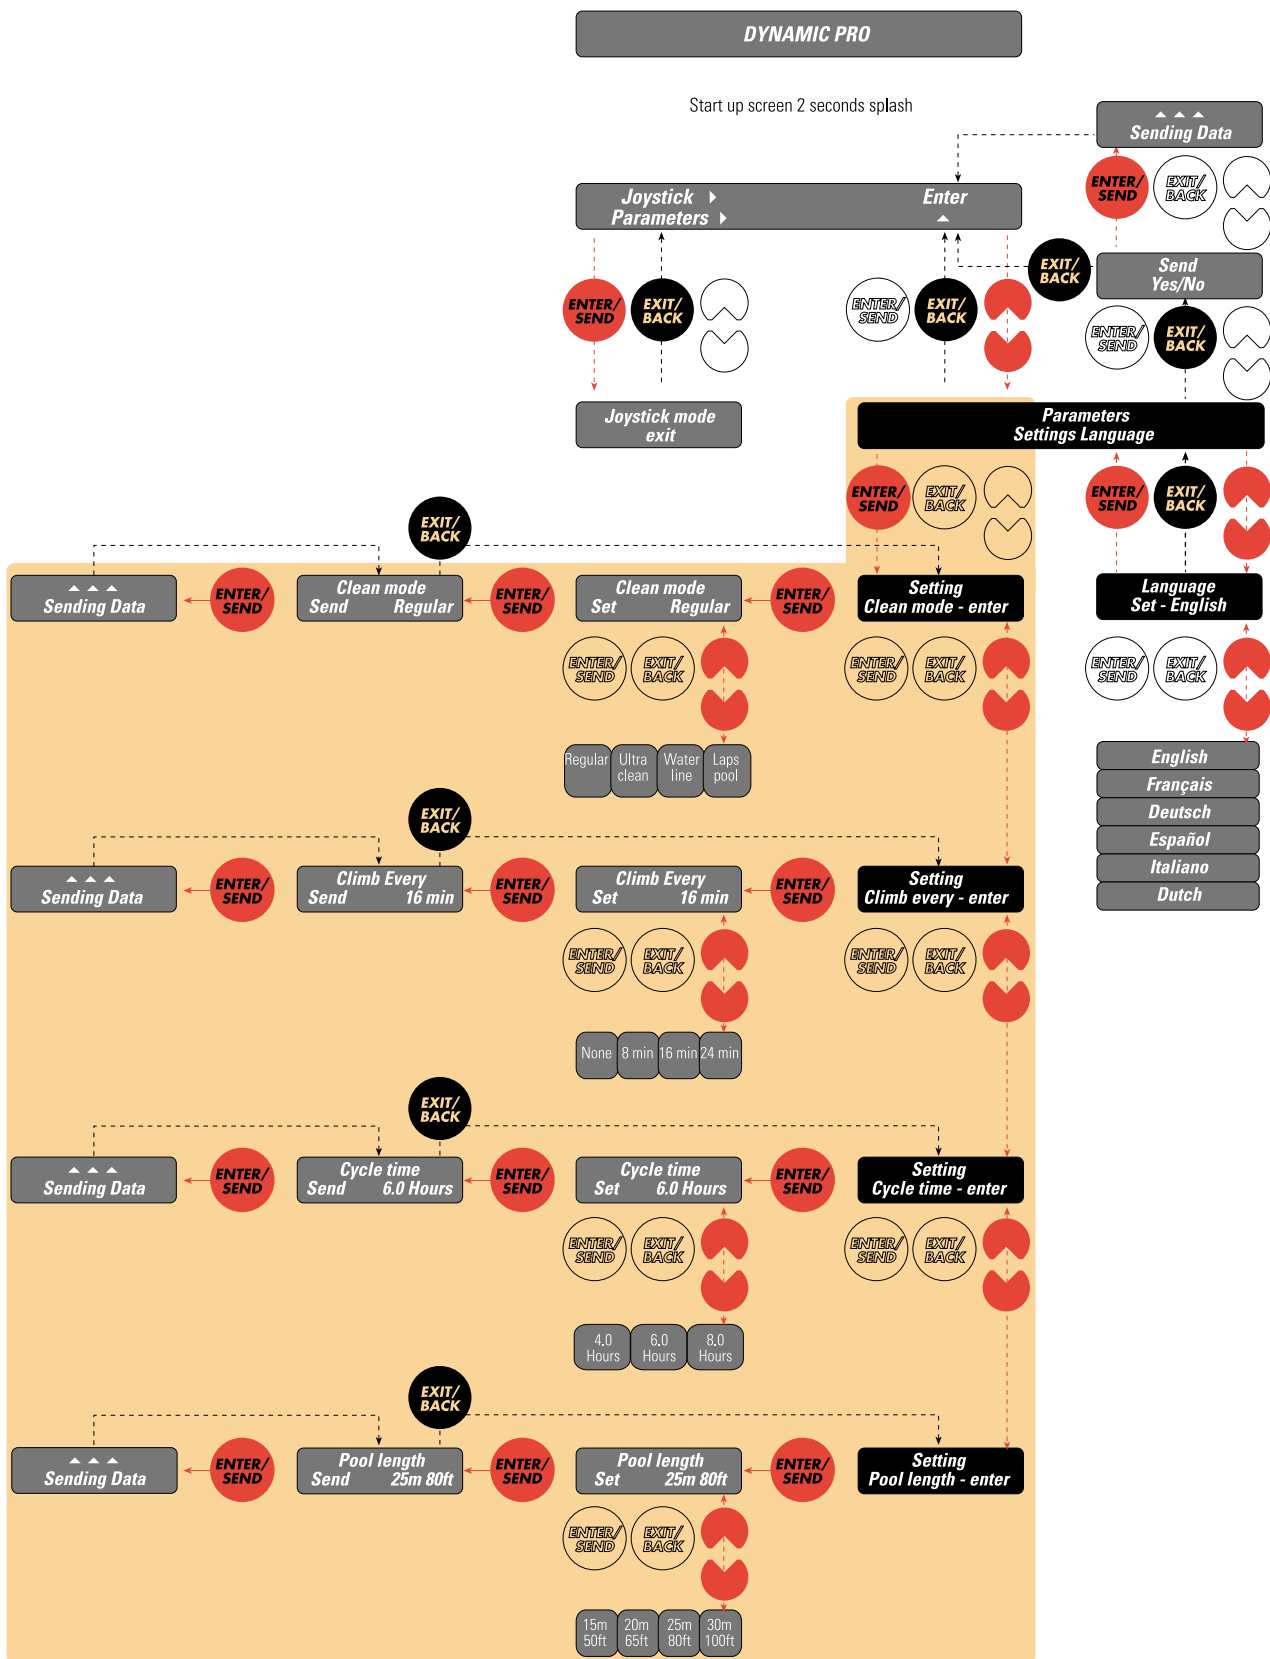 DYNAMIC PRO
Start up screen 2 seconds splash
Sending Data
ENTER/
SEND
EXIT/
BACK
Joystick
Enter
Parameters
EXIT/
BACK
Send
Yes/No
ENTER/
SEND
EXIT/
BACK
ENTER/
SEND
EXIT/
BACK
ENTER/
SEND
EXIT/
BACK
Joystick mode
exit
Parameters
Settings Language
ENTER/
SEND
EXIT/
BACK
ENTER/
SEND
EXIT/
BACK
EXIT/
BACK
Sending Data
ENTER/
SEND
Clean mode
Send Regular
ENTER/
SEND
Clean mode
Set Regular
ENTER/
SEND
Setting
Clean mode - enter
Language
Set - English
ENTER/
SEND
EXIT/
BACK
ENTER/
SEND
EXIT/
BACK
ENTER/
SEND
EXIT/
BACK
Regular
Ultra
clean
Water
line
Laps
pool
English
Français
Deutsch
Español
Italiano
Dutch
EXIT/
BACK
Sending Data
ENTER/
SEND
Climb Every
Send 16 min
ENTER/
SEND
Climb Every
Set 16 min
ENTER/
SEND
Setting
Climb every - enter
ENTER/
SEND
EXIT/
BACK
ENTER/
SEND
EXIT/
BACK
None
8 min
16 min
24 min
EXIT/
BACK
Sending Data
ENTER/
SEND
Cycle time
Send 6.0 Hours
ENTER/
SEND
Cycle time
Set 6.0 Hours
ENTER/
SEND
Setting
Cycle time - enter
ENTER/
SEND
EXIT/
BACK
ENTER/
SEND
EXIT/
BACK
4.0
Hours
6.0
Hours
8.0
Hours
EXIT/
BACK
Sending Data
ENTER/
SEND
Pool length
Send 25m 80ft
ENTER/
SEND
Pool length
Set 25m 80ft
ENTER/
SEND
Setting
Pool length - enter
ENTER/
SEND
EXIT/
BACK
15m
50ft
20m
65ft
25m
80ft
30m
100ft